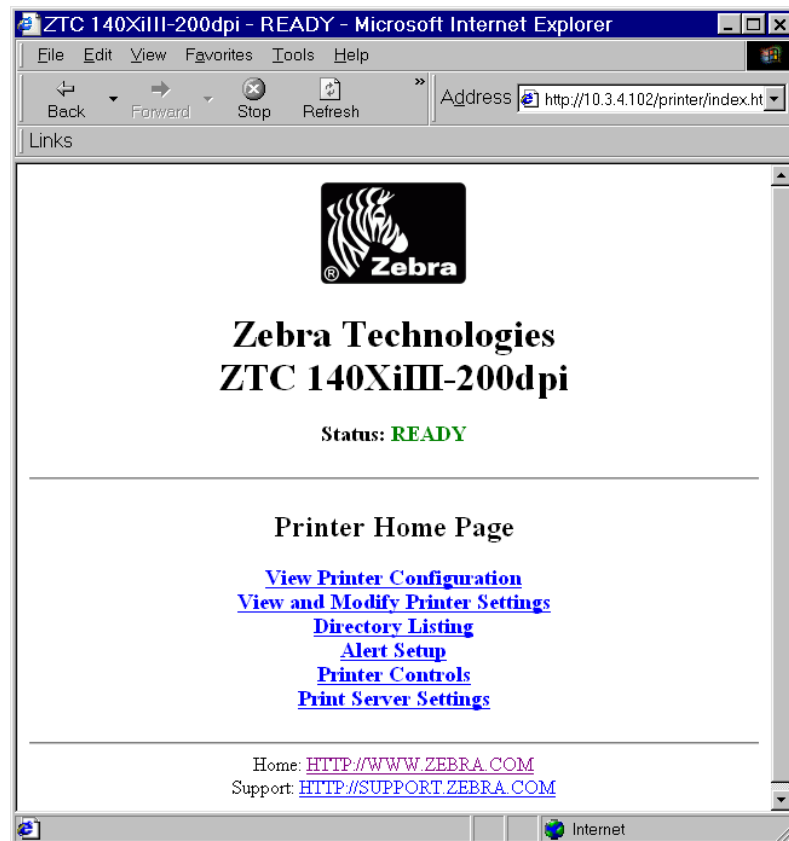 ZTC 140XiIII-200dpi - READY - Microsoft Internet Explorer
File Edit View Favorites Tools Help
Back Forward Stop Refresh » Address http://10.3.4.102/printer/index.ht
Links
® Zebra
Zebra Technologies
ZTC 140XiIII-200dpi
Status: READY
Printer Home Page
View Printer Configuration
View and Modify Printer Settings
Directory Listing
Alert Setup
Printer Controls
Print Server Settings
Home: HTTP://WWW.ZEBRA.COM
Support: HTTP://SUPPORT.ZEBRA.COM
Internet